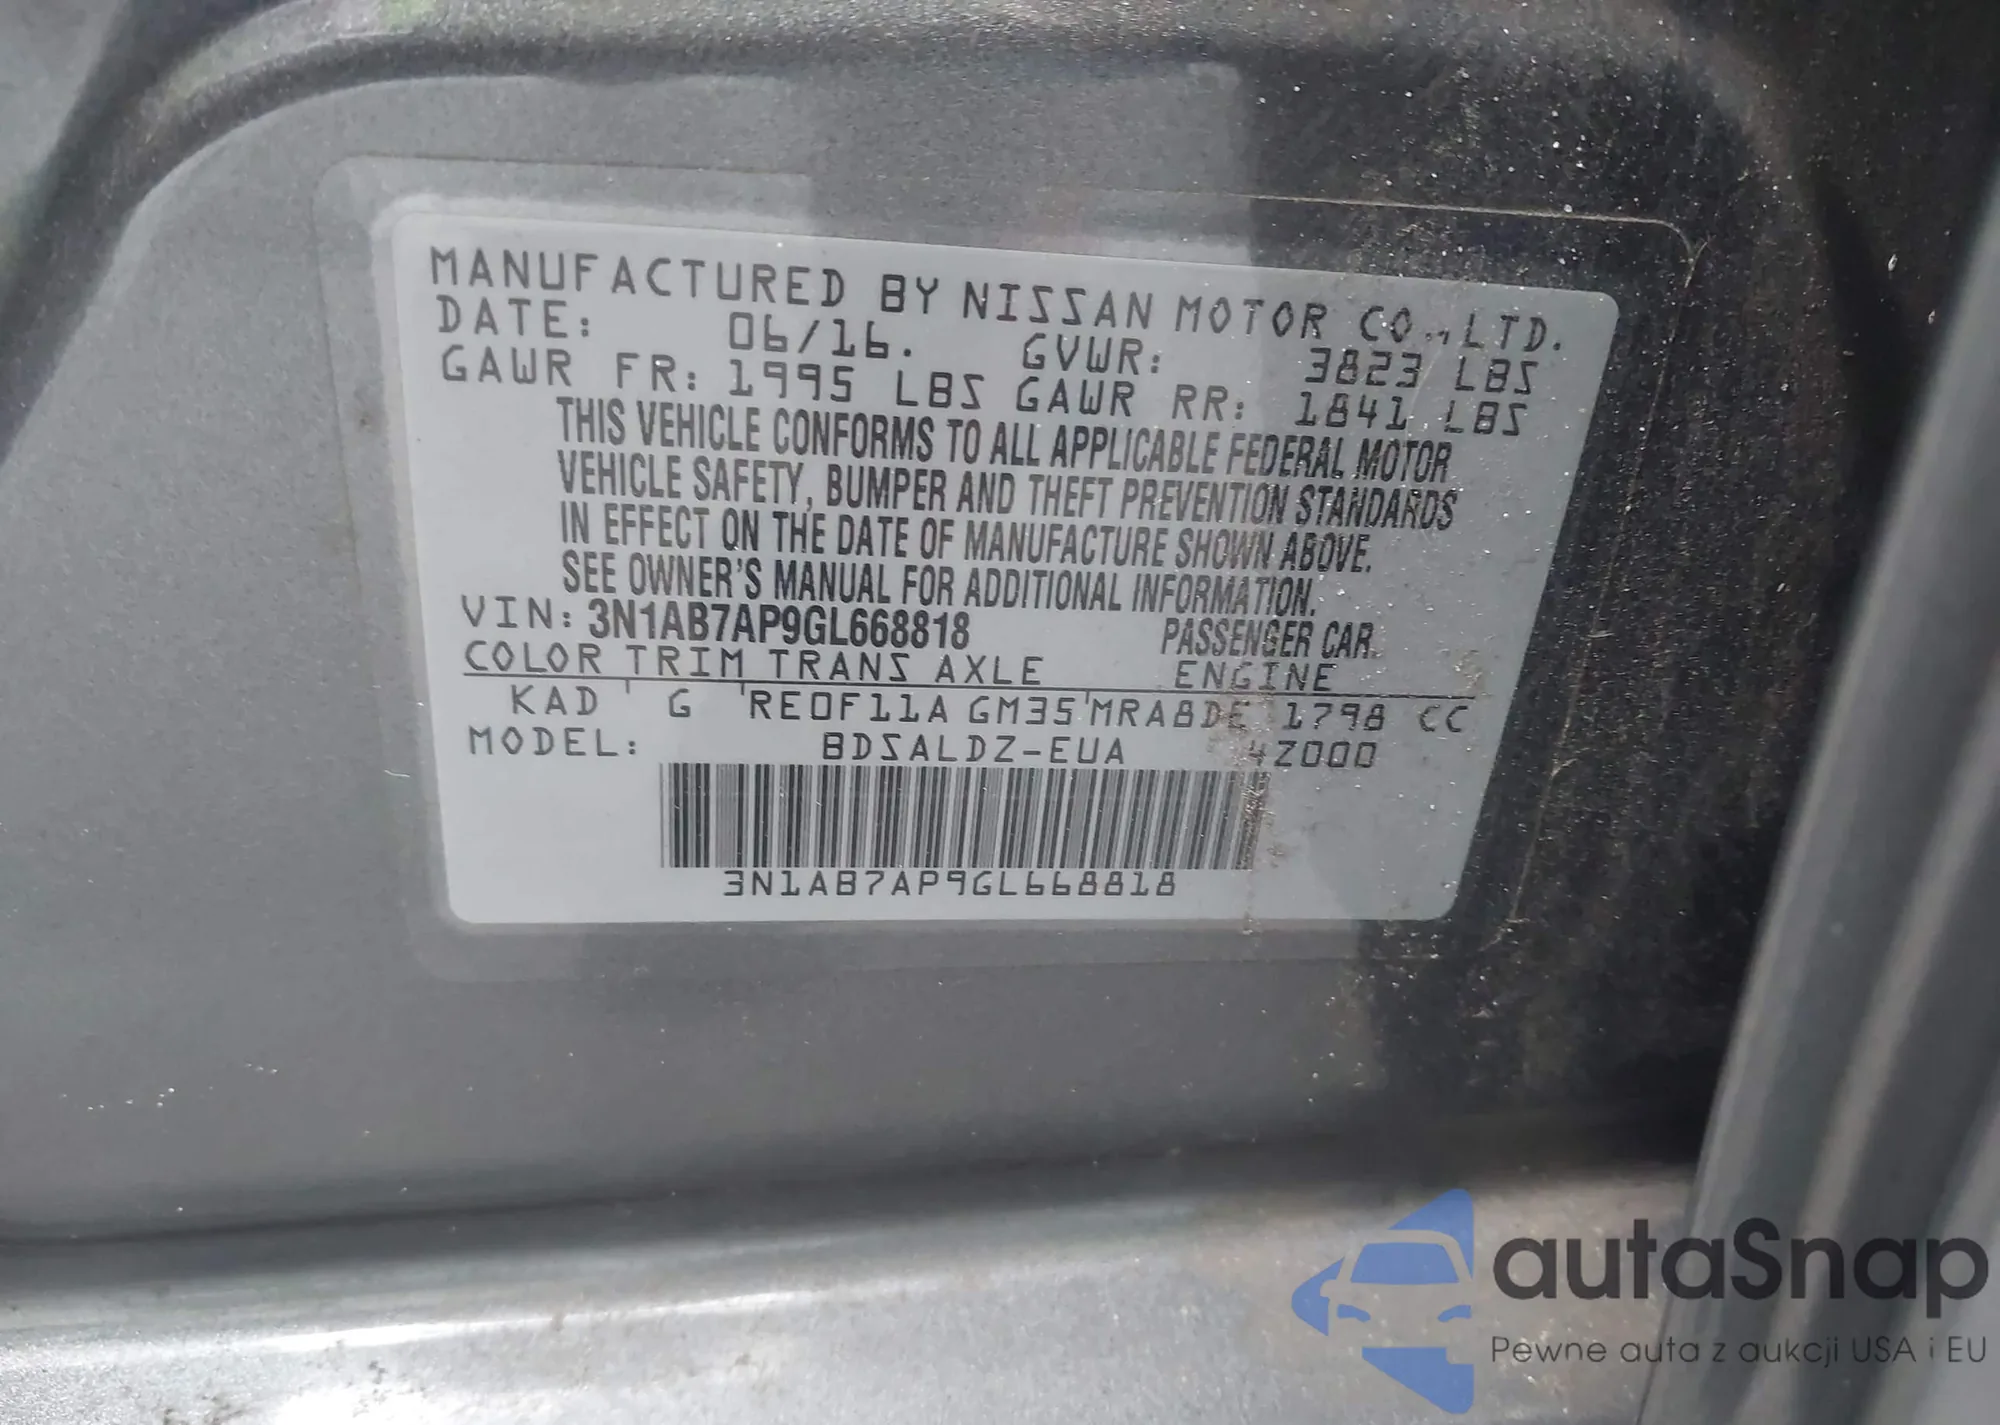 MANUFACTURED BY NISSAN MOTOR CO.,LTD.
DATE: 06/16. GVWR: 3823 LBS
GAWR FR: 1995 LBS GAWR RR: 1841 LBS
THIS VEHICLE CONFORMS TO ALL APPLICABLE FEDERAL MOTOR
VEHICLE SAFETY, BUMPER AND THEFT PREVENTION STANDARDS
IN EFFECT ON THE DATE OF MANUFACTURE SHOWN ABOVE.
SEE OWNER'S MANUAL FOR ADDITIONAL INFORMATION.
VIN: 3N1AB7AP9GL668818 PASSENGER CAR
COLOR TRIM TRANS AXLE ENGINE
KAD G RE0F11A GM35 MRA8DE 1798 CC
MODEL: BDSALDZ-EUA 4Z000
3N1AB7AP9GL668818
autaSnap
Pewne auta z aukcji USA i EU